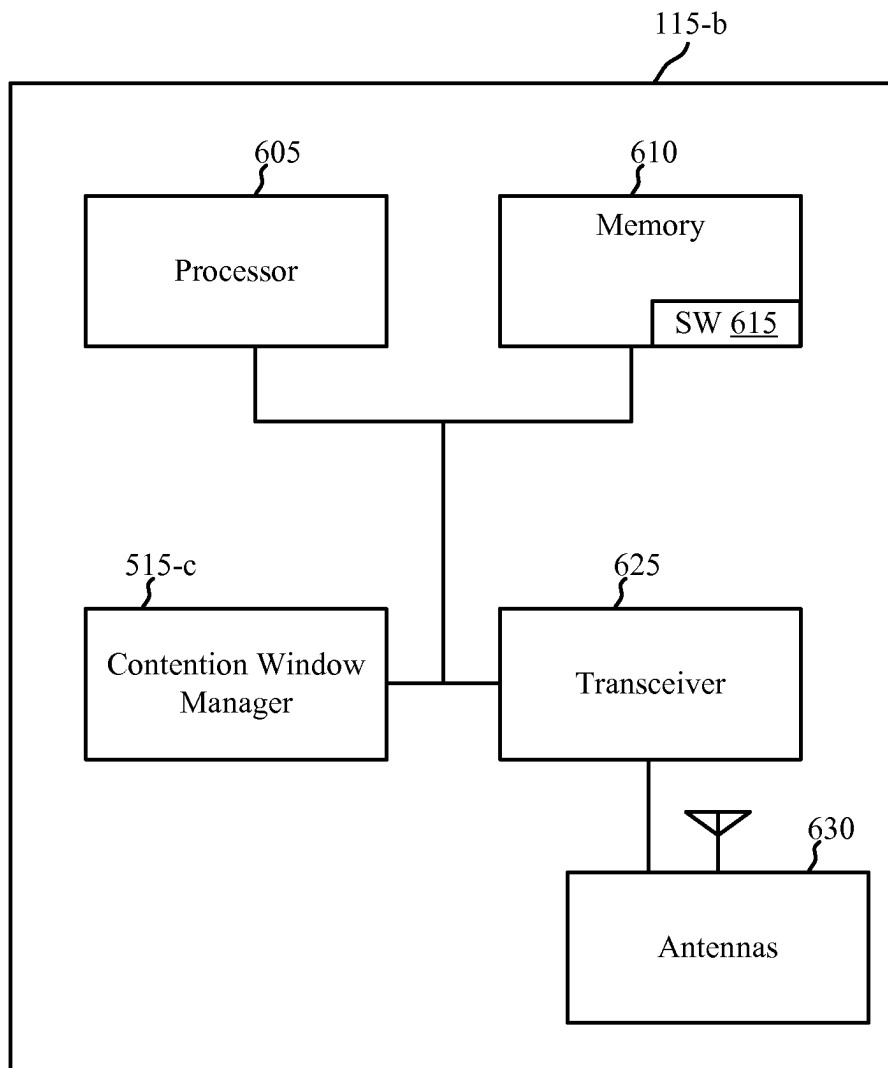 115-b
605
610
Processor
Memory
SW 615
515-c
625
Contention Window
Manager
Transceiver
630
Antennas